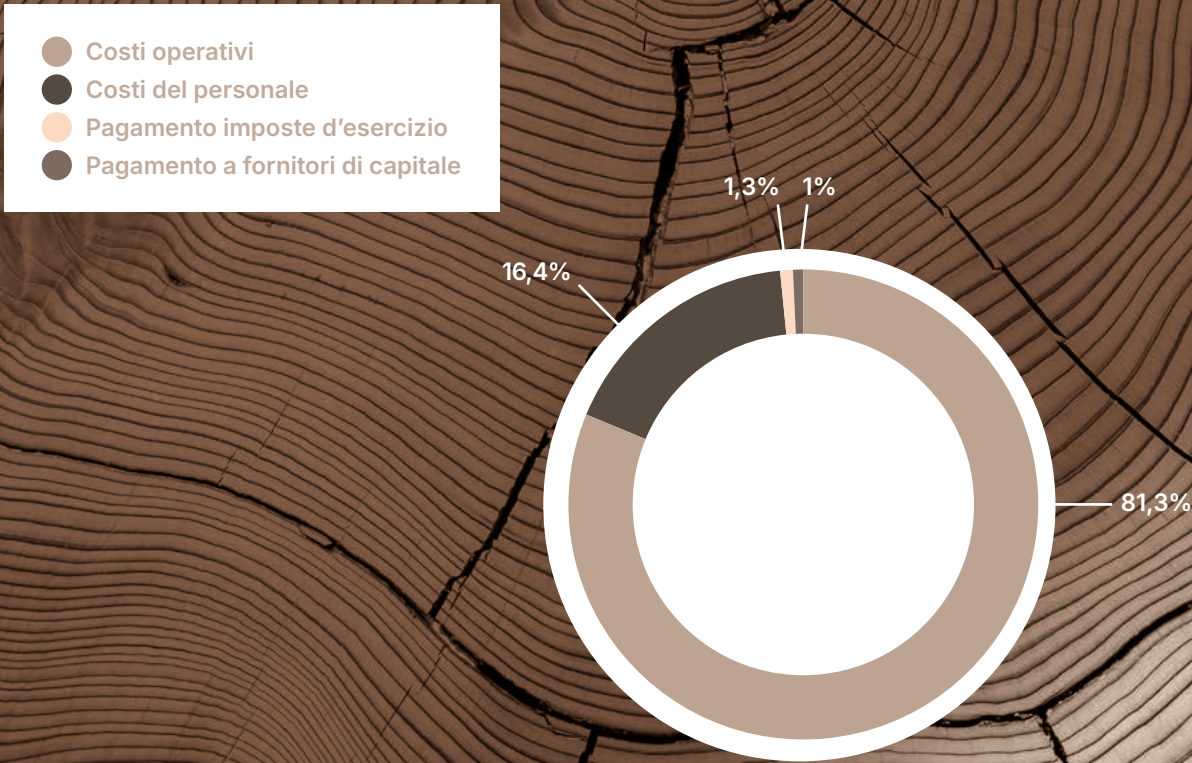 Costi operativi
Costi del personale
Pagamento imposte d’esercizio
Pagamento a fornitori di capitale
1,3% 1%
16,4%
81,3%